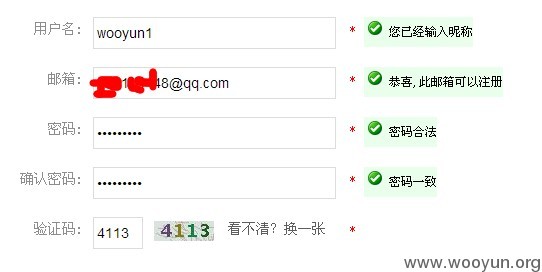 用户名: wooyun1 * 您已经输入昵称
邮箱: 48@qq.com * 恭喜, 此邮箱可以注册
密码: ••••••••• * 密码合法
确认密码: ••••••••• * 密码一致
验证码: 4113 4113 看不清? 换一张 *
www.wooyun.org